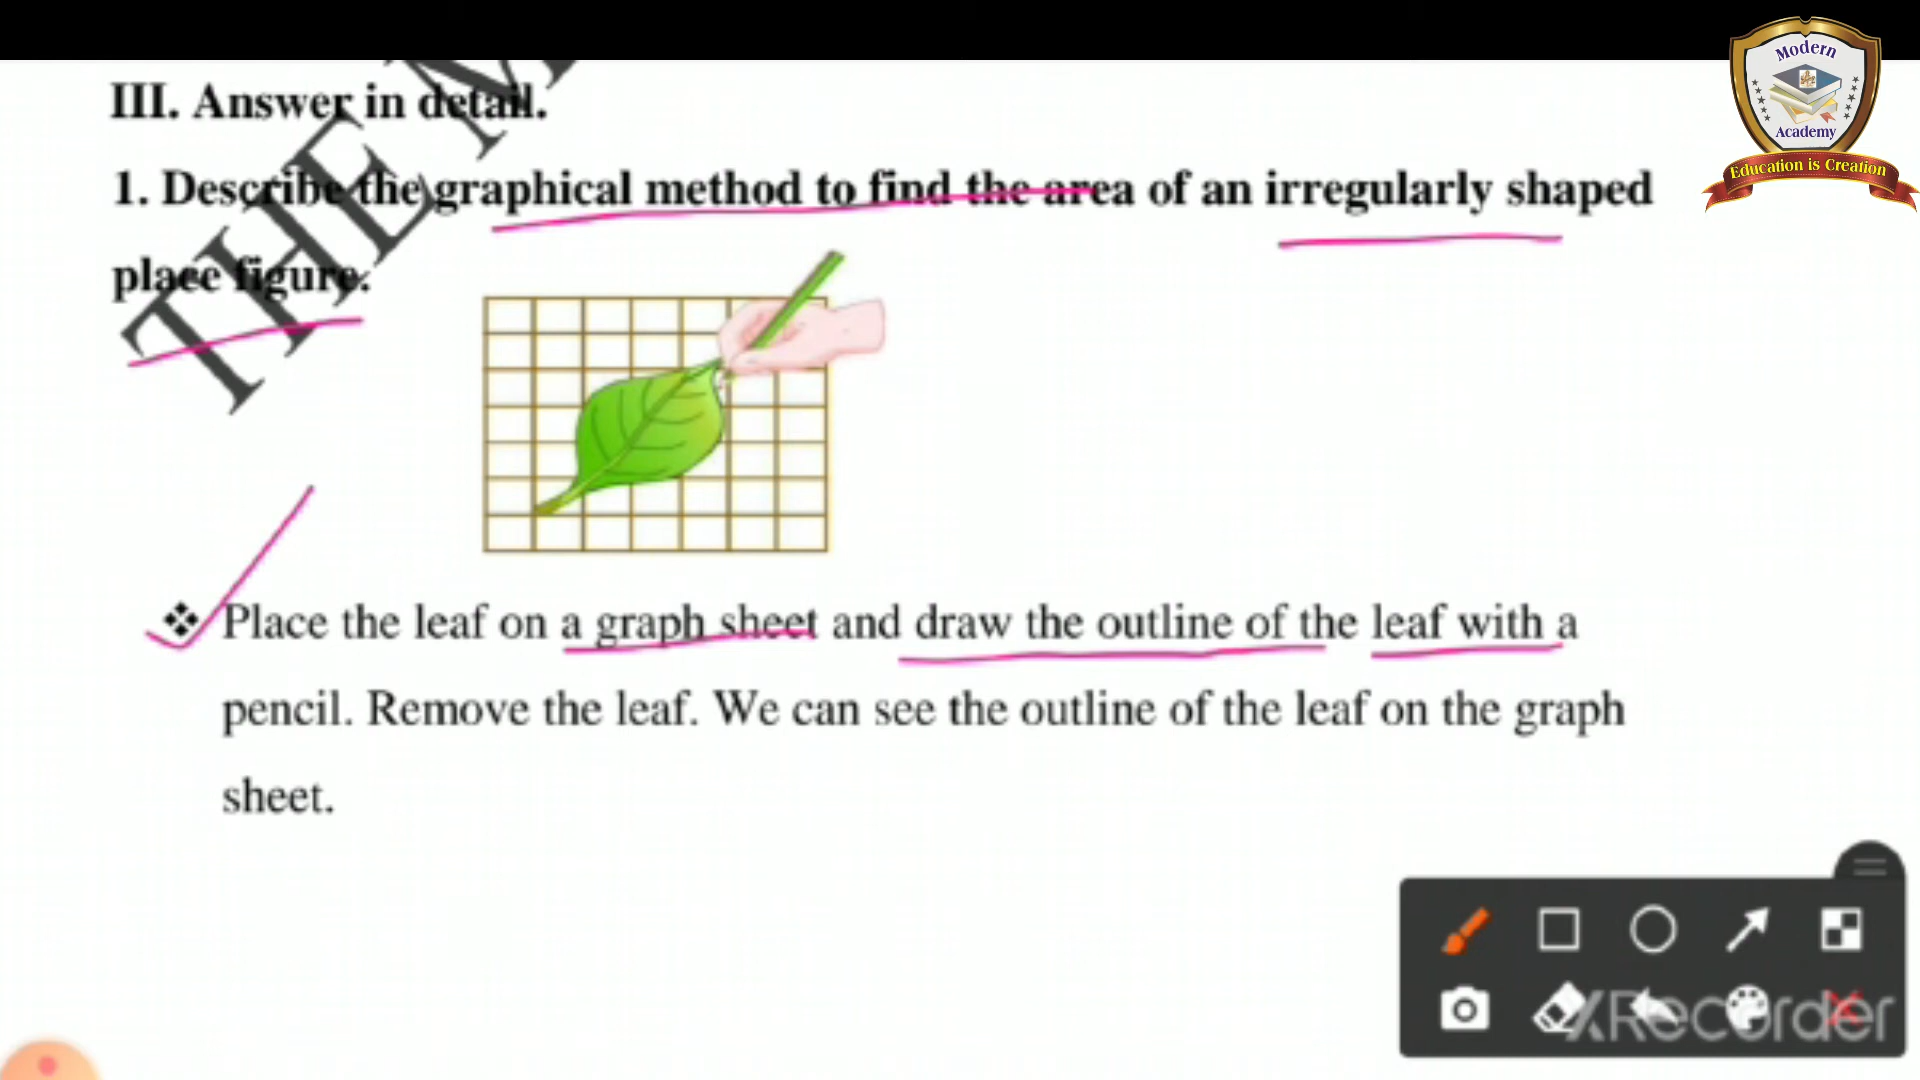 Modern
Academy
Education is Creation
THE M
III. Answer in detail.
1. Describe the graphical method to find the area of an irregularly shaped
place figure.
❖ Place the leaf on a graph sheet and draw the outline of the leaf with a
pencil. Remove the leaf. We can see the outline of the leaf on the graph
sheet.
XRecorder